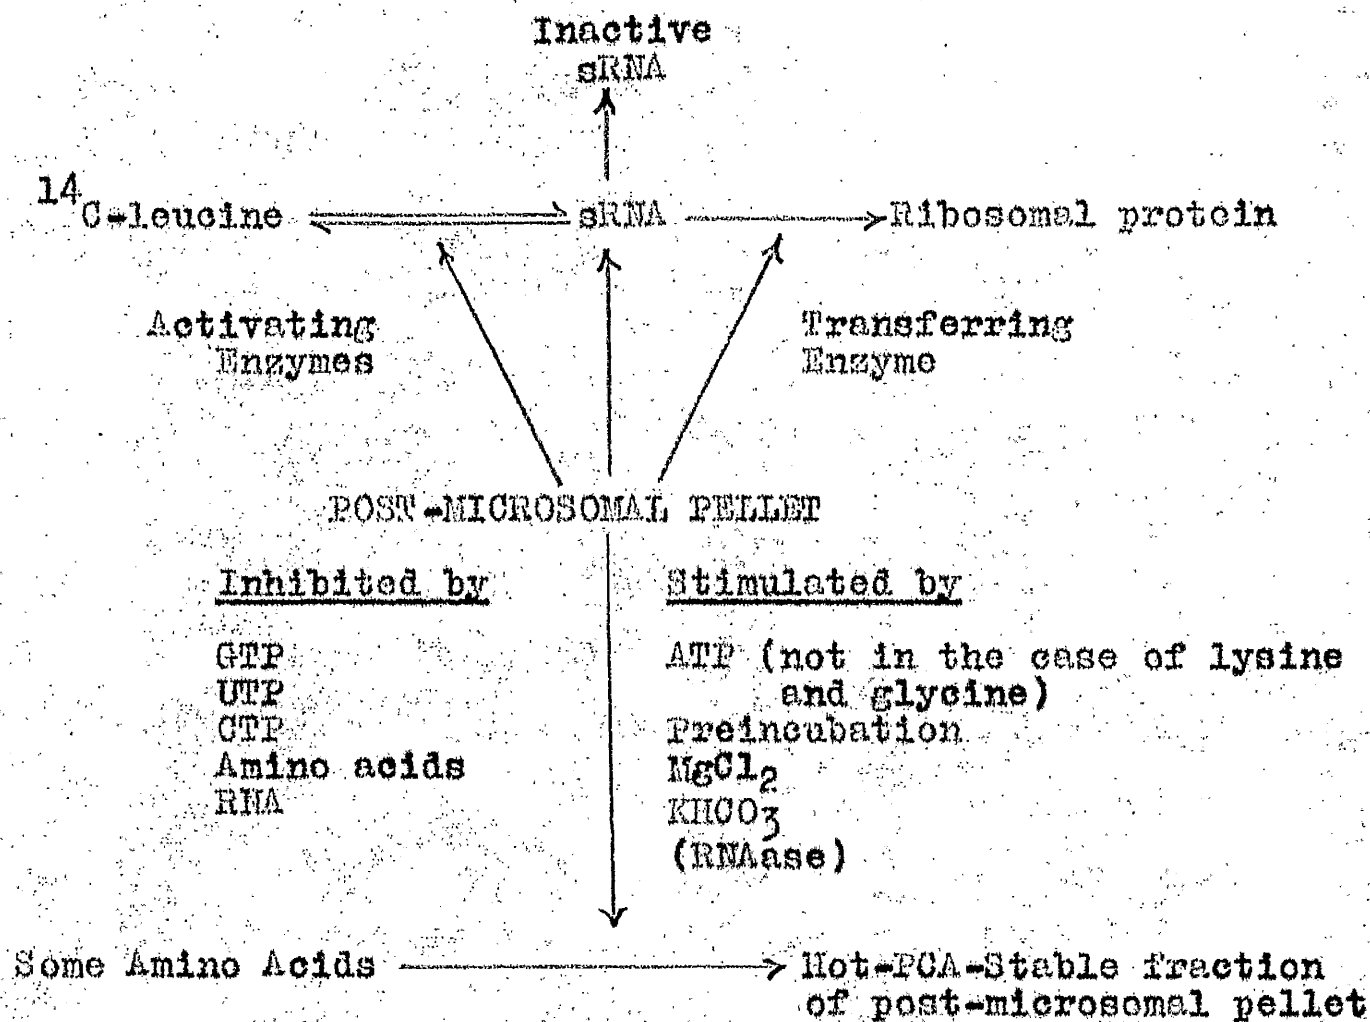 Inactive
sRNA
14C-leucine sRNA Ribosomal protein
Activating Transferring
Enzymes Enzyme
POST-MICROSOMAL PELLET
Inhibited by Stimulated by
GTP ATP (not in the case of lysine
UTP and glycine)
CTP Preincubation
Amino acids MgCl2
RNA KHCO3
(RNAase)
Some Amino Acids Hot-PCA-Stable fraction
of post-microsomal pellet